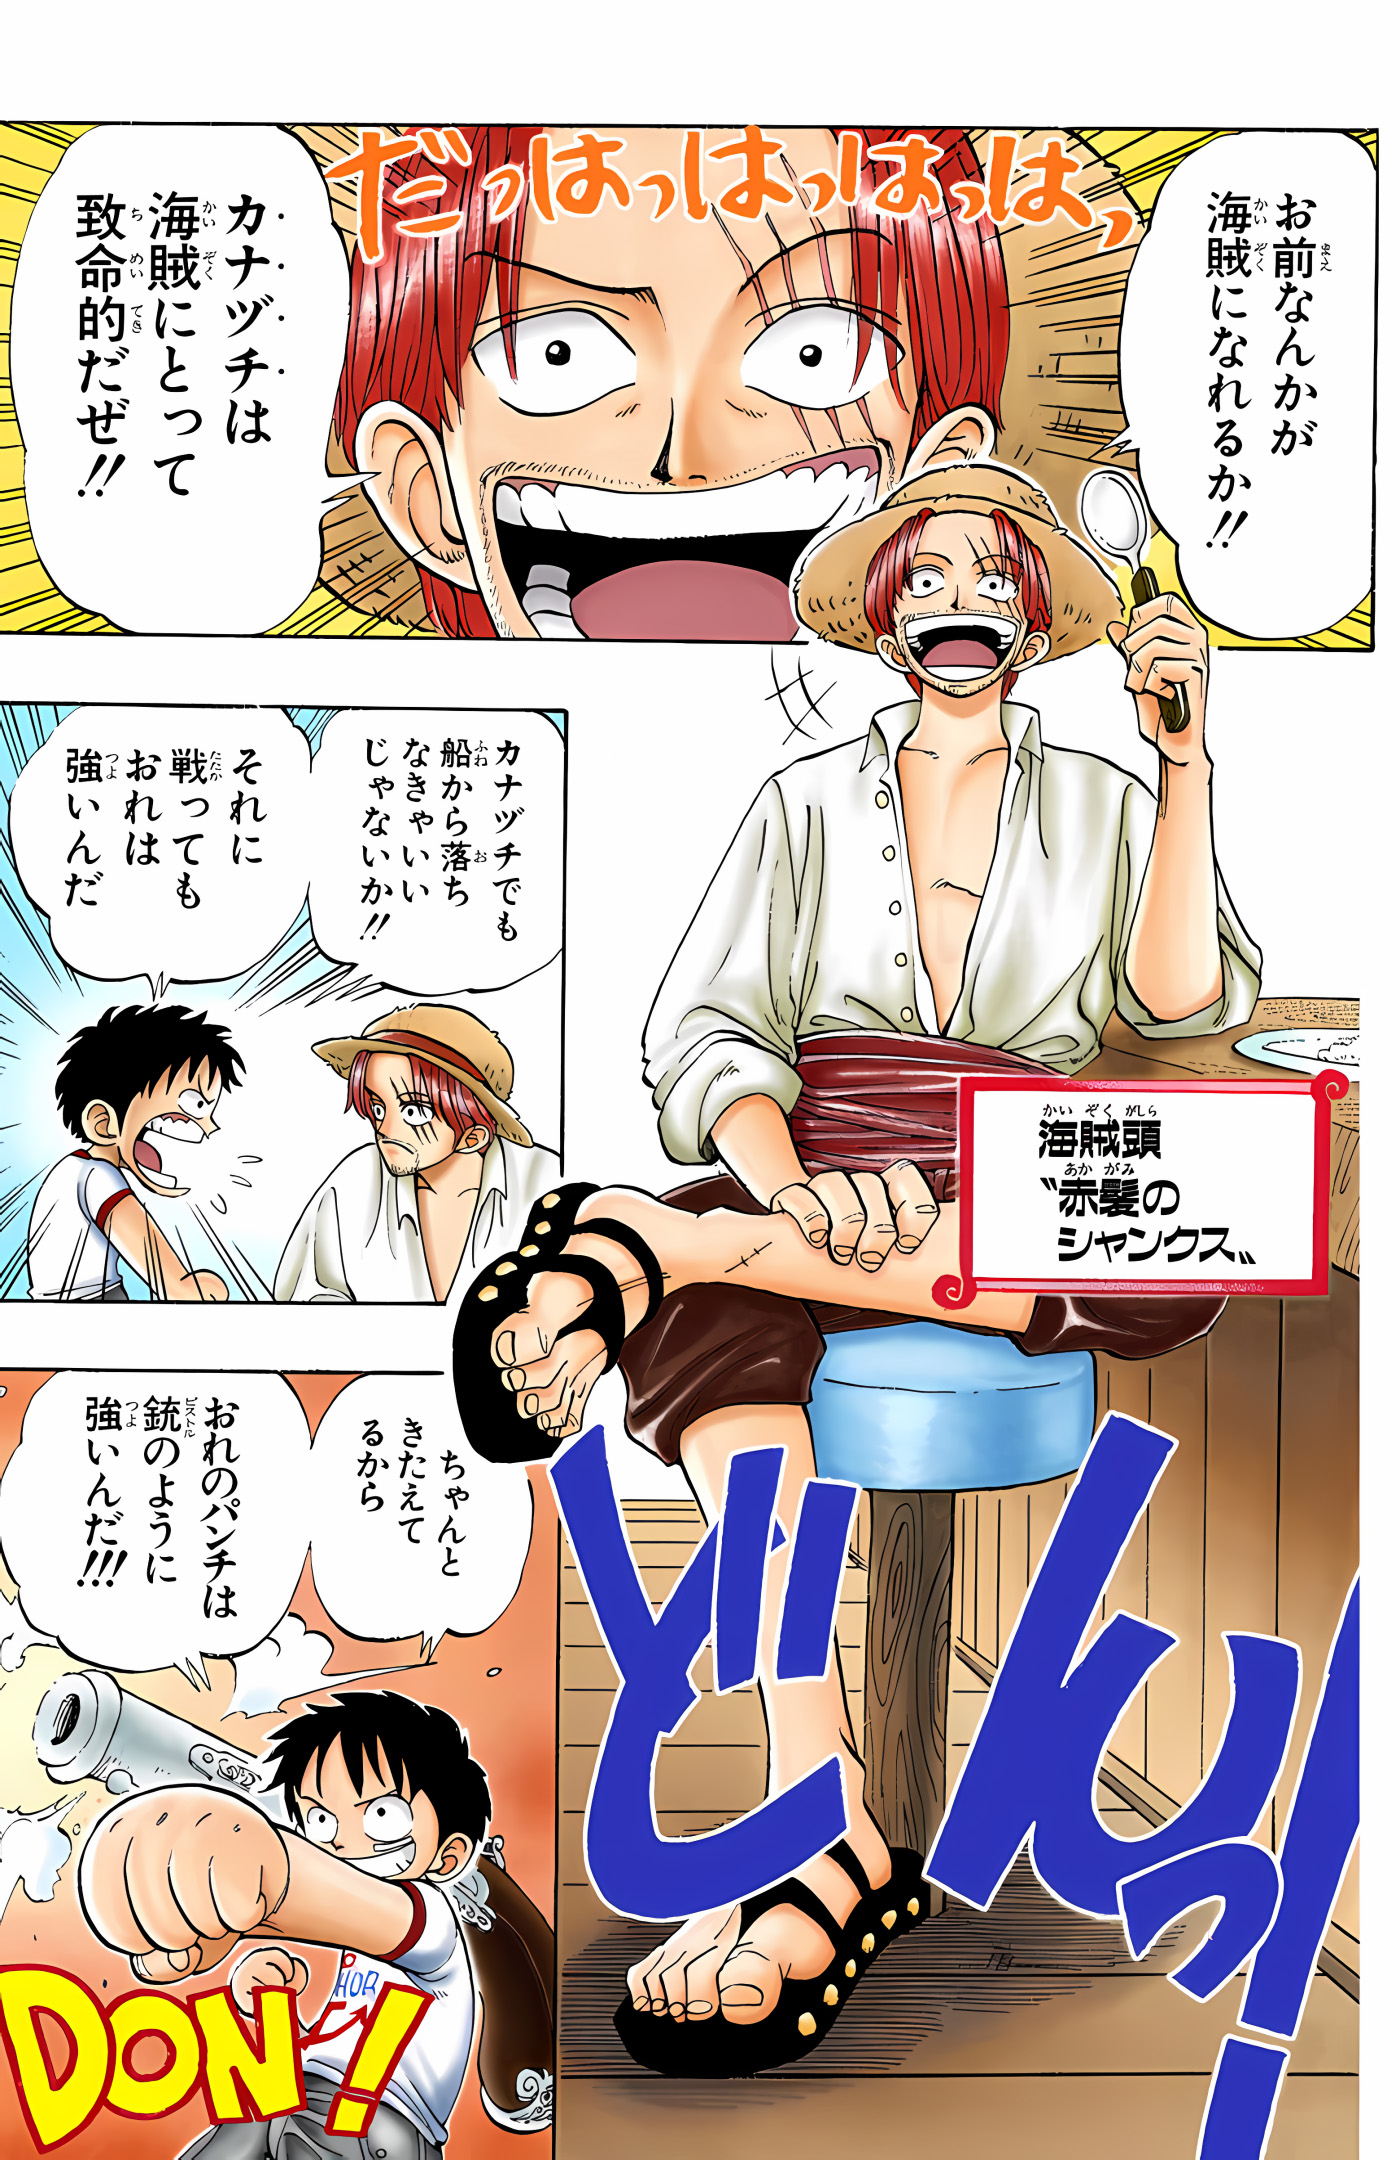 お前なんかが
海賊になれるか!!
だっはっはっはっはっ
カナヅチは
海賊にとって
致命的だぜ!!
海賊頭
〝赤髪の
シャンクス〟
カナヅチでも
船から落ち
なきゃいい
じゃないか!!
それに
戦っても
おれは
強いんだ
ちゃんと
きたえて
るから
おれのパンチは
銃のように
強いんだ!!!
HOR
DON!
どんっ!